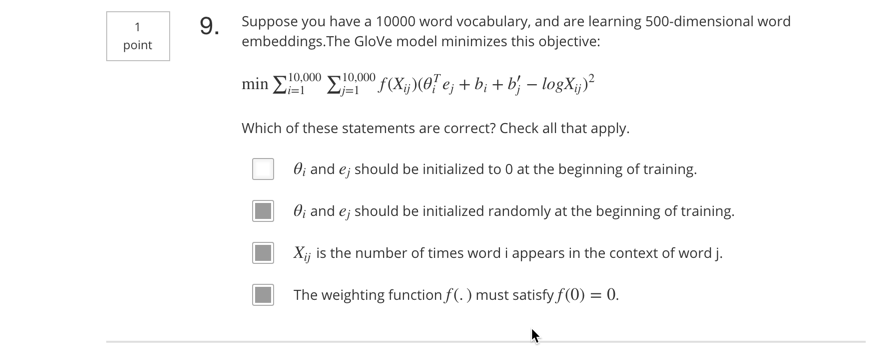 1
point
9.
Suppose you have a 10000 word vocabulary, and are learning 500-dimensional word
embeddings.The GloVe model minimizes this objective:
min ∑_{i=1}^{10,000} ∑_{j=1}^{10,000} f(X_{ij})(θ_i^T e_j + b_i + b'_j − logX_{ij})^2
Which of these statements are correct? Check all that apply.
θ_i and e_j should be initialized to 0 at the beginning of training.
θ_i and e_j should be initialized randomly at the beginning of training.
X_{ij} is the number of times word i appears in the context of word j.
The weighting function f(.) must satisfy f(0) = 0.